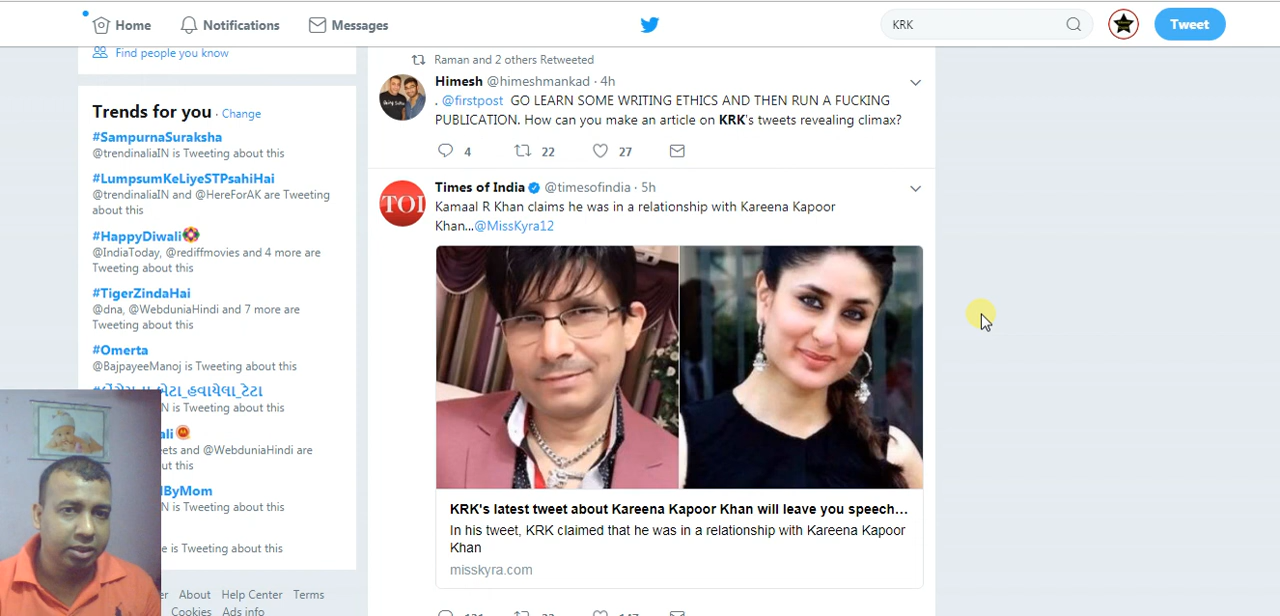 Home
Notifications
Messages
KRK
Tweet
Find people you know
Trends for you · Change
#SampurnaSuraksha
@trendinaliaIN is Tweeting about this
#LumpsumKeLiyeSTPsahiHai
@trendinaliaIN and @HereForAK are Tweeting
about this
#HappyDiwali
@IndiaToday, @rediffmovies and 4 more are
Tweeting about this
#TigerZindaHai
@dna, @WebduniaHindi and 7 more are
Tweeting about this
#Omerta
@BajpayeeManoj is Tweeting about this
હવાયેલા_ટેટા
IN is Tweeting about this
ali
eets and @WebduniaHindi are
ut this
dByMom
IN is Tweeting about this
e is Tweeting about this
er About Help Center Terms
Cookies Ads info
Raman and 2 others Retweeted
Himesh @himeshmankad · 4h
. @firstpost GO LEARN SOME WRITING ETHICS AND THEN RUN A FUCKING
PUBLICATION. How can you make an article on KRK's tweets revealing climax?
4 22 27
Times of India @timesofindia · 5h
Kamaal R Khan claims he was in a relationship with Kareena Kapoor
Khan...@MissKyra12
TOI
KRK's latest tweet about Kareena Kapoor Khan will leave you speech...
In his tweet, KRK claimed that he was in a relationship with Kareena Kapoor
Khan
misskyra.com